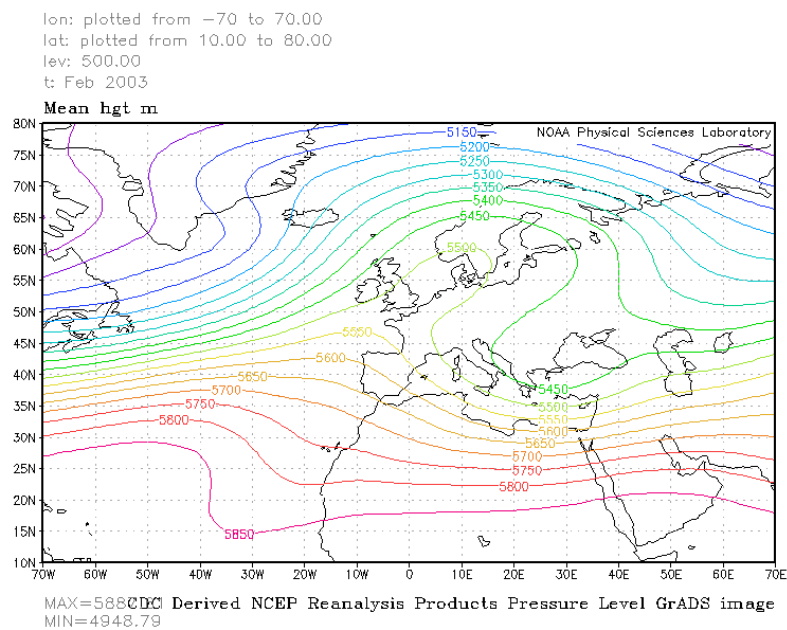 lon: plotted from -70 to 70.00
lat: plotted from 10.00 to 80.00
lev: 500.00
t: Feb 2003
Mean hgt m
NOAA Physical Sciences Laboratory
80N
75N
70N
65N
60N
55N
50N
45N
40N
35N
30N
25N
20N
15N
10N
5150
5200
5250
5300
5350
5400
5450
5500
5550
5600
5650
5700
5750
5800
5850
5450
5500
5550
5600
5650
5700
5750
5800
70W 60W 50W 40W 30W 20W 10W 0 10E 20E 30E 40E 50E 60E 70E
CDC Derived NCEP Reanalysis Products Pressure Level GrADS image
MIN=4948.79